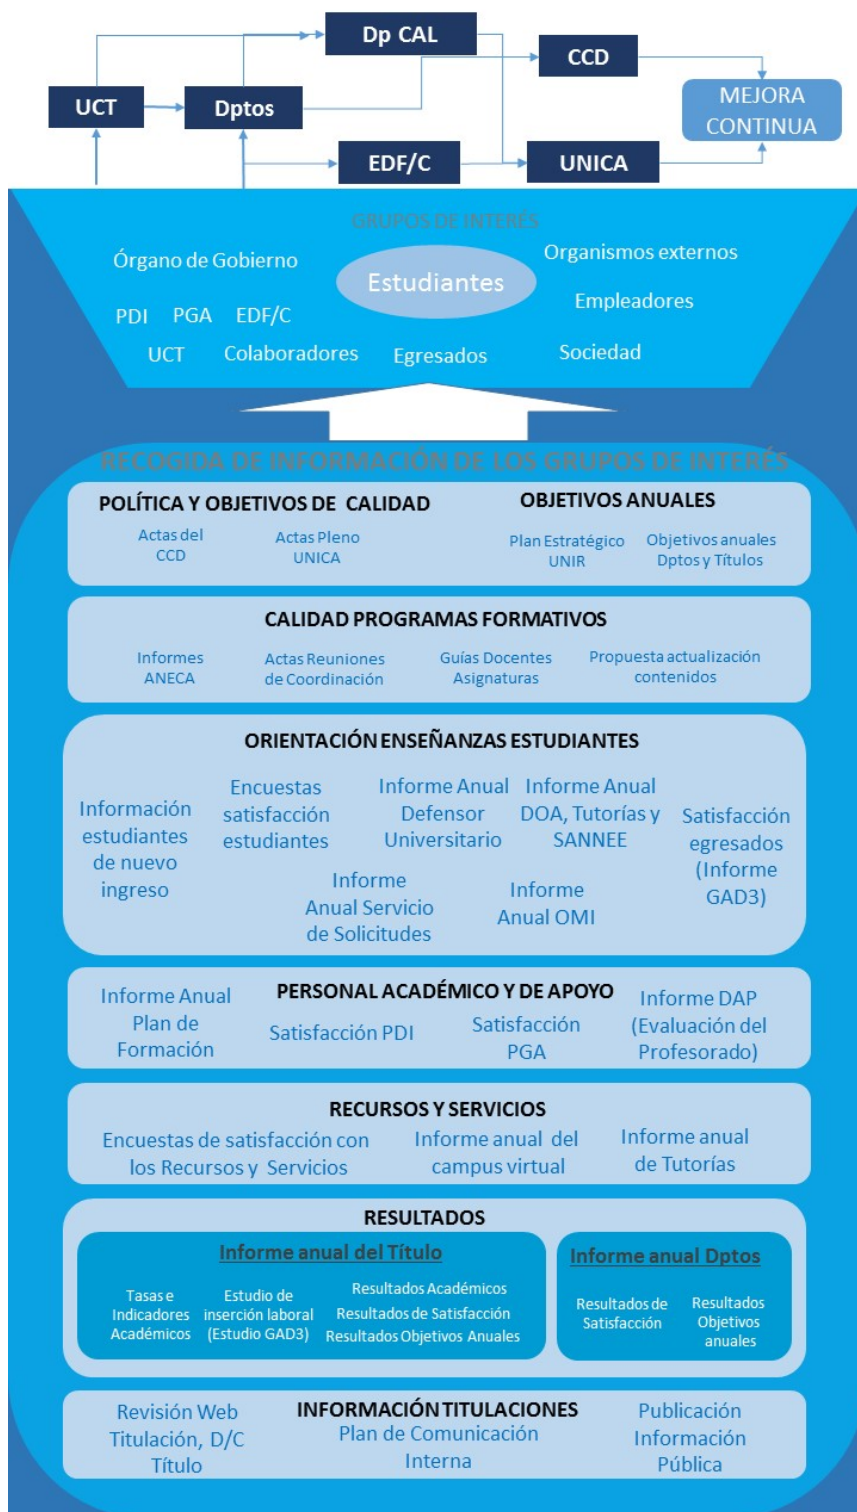 Dp CAL
CCD
UCT
Dptos
MEJORA
CONTINUA
EDF/C
UNICA
GRUPOS DE INTERÉS
Órgano de Gobierno
Estudiantes
Organismos externos
PDI
PGA
EDF/C
Empleadores
UCT
Colaboradores
Egresados
Sociedad
RECOGIDA DE INFORMACIÓN DE LOS GRUPOS DE INTERÉS
POLÍTICA Y OBJETIVOS DE CALIDAD
Actas del
CCD
Actas Pleno
UNICA
OBJETIVOS ANUALES
Plan Estratégico
UNIR
Objetivos anuales
Dptos y Títulos
CALIDAD PROGRAMAS FORMATIVOS
Informes
ANECA
Actas Reuniones
de Coordinación
Guías Docentes
Asignaturas
Propuesta actualización
contenidos
ORIENTACIÓN ENSEÑANZAS ESTUDIANTES
Información
estudiantes
de nuevo
ingreso
Encuestas
satisfacción
estudiantes
Informe Anual
Defensor
Universitario
Informe Anual
DOA, Tutorías y
SANNEE
Satisfacción
egresados
(Informe
GAD3)
Informe
Anual Servicio
de Solicitudes
Informe
Anual OMI
PERSONAL ACADÉMICO Y DE APOYO
Informe Anual
Plan de
Formación
Satisfacción PDI
Satisfacción
PGA
Informe DAP
(Evaluación del
Profesorado)
RECURSOS Y SERVICIOS
Encuestas de satisfacción con
los Recursos y Servicios
Informe anual del
campus virtual
Informe anual
de Tutorías
RESULTADOS
Informe anual del Título
Tasas e
Indicadores
Académicos
Estudio de
inserción laboral
(Estudio GAD3)
Resultados Académicos
Resultados de Satisfacción
Resultados Objetivos Anuales
Informe anual Dptos
Resultados de
Satisfacción
Resultados
Objetivos
anuales
INFORMACIÓN TITULACIONES
Revisión Web
Titulación, D/C
Título
Plan de Comunicación
Interna
Publicación
Información
Pública